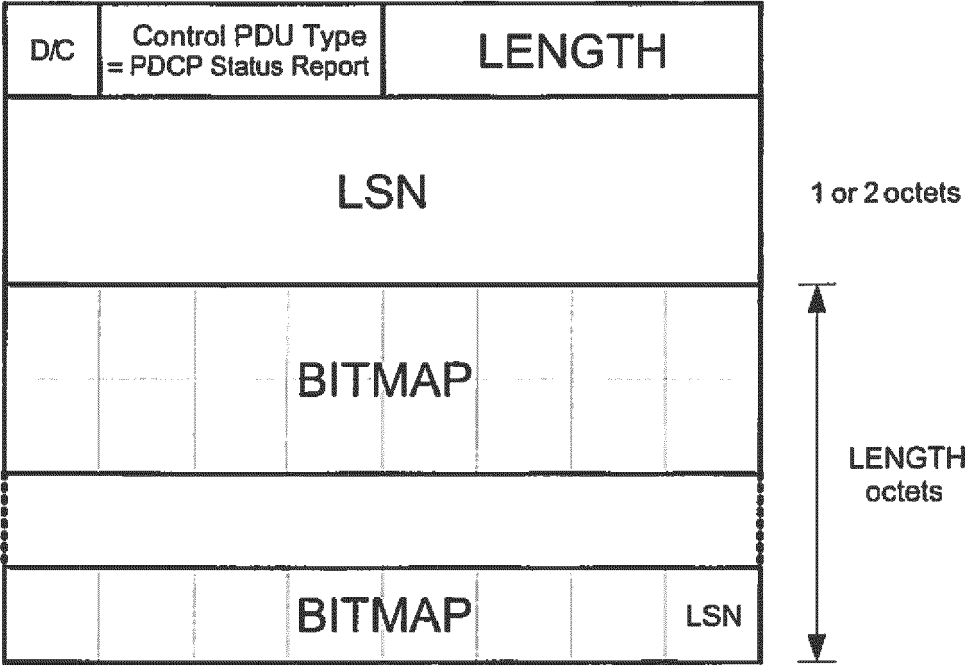 D/C
Control PDU Type
= PDCP Status Report
LENGTH
LSN
1 or 2 octets
BITMAP
LENGTH
octets
BITMAP
LSN